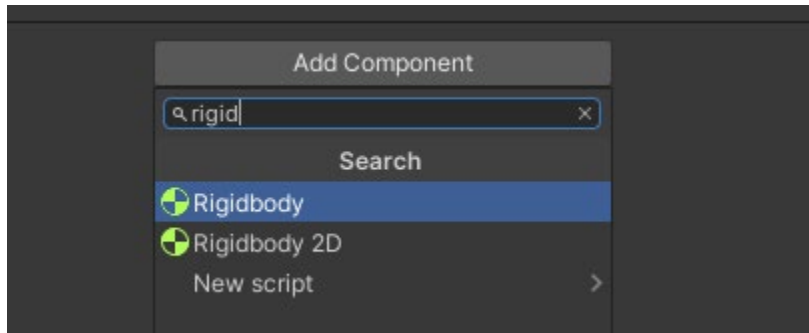 Add Component
rigid
Search
Rigidbody
Rigidbody 2D
New script